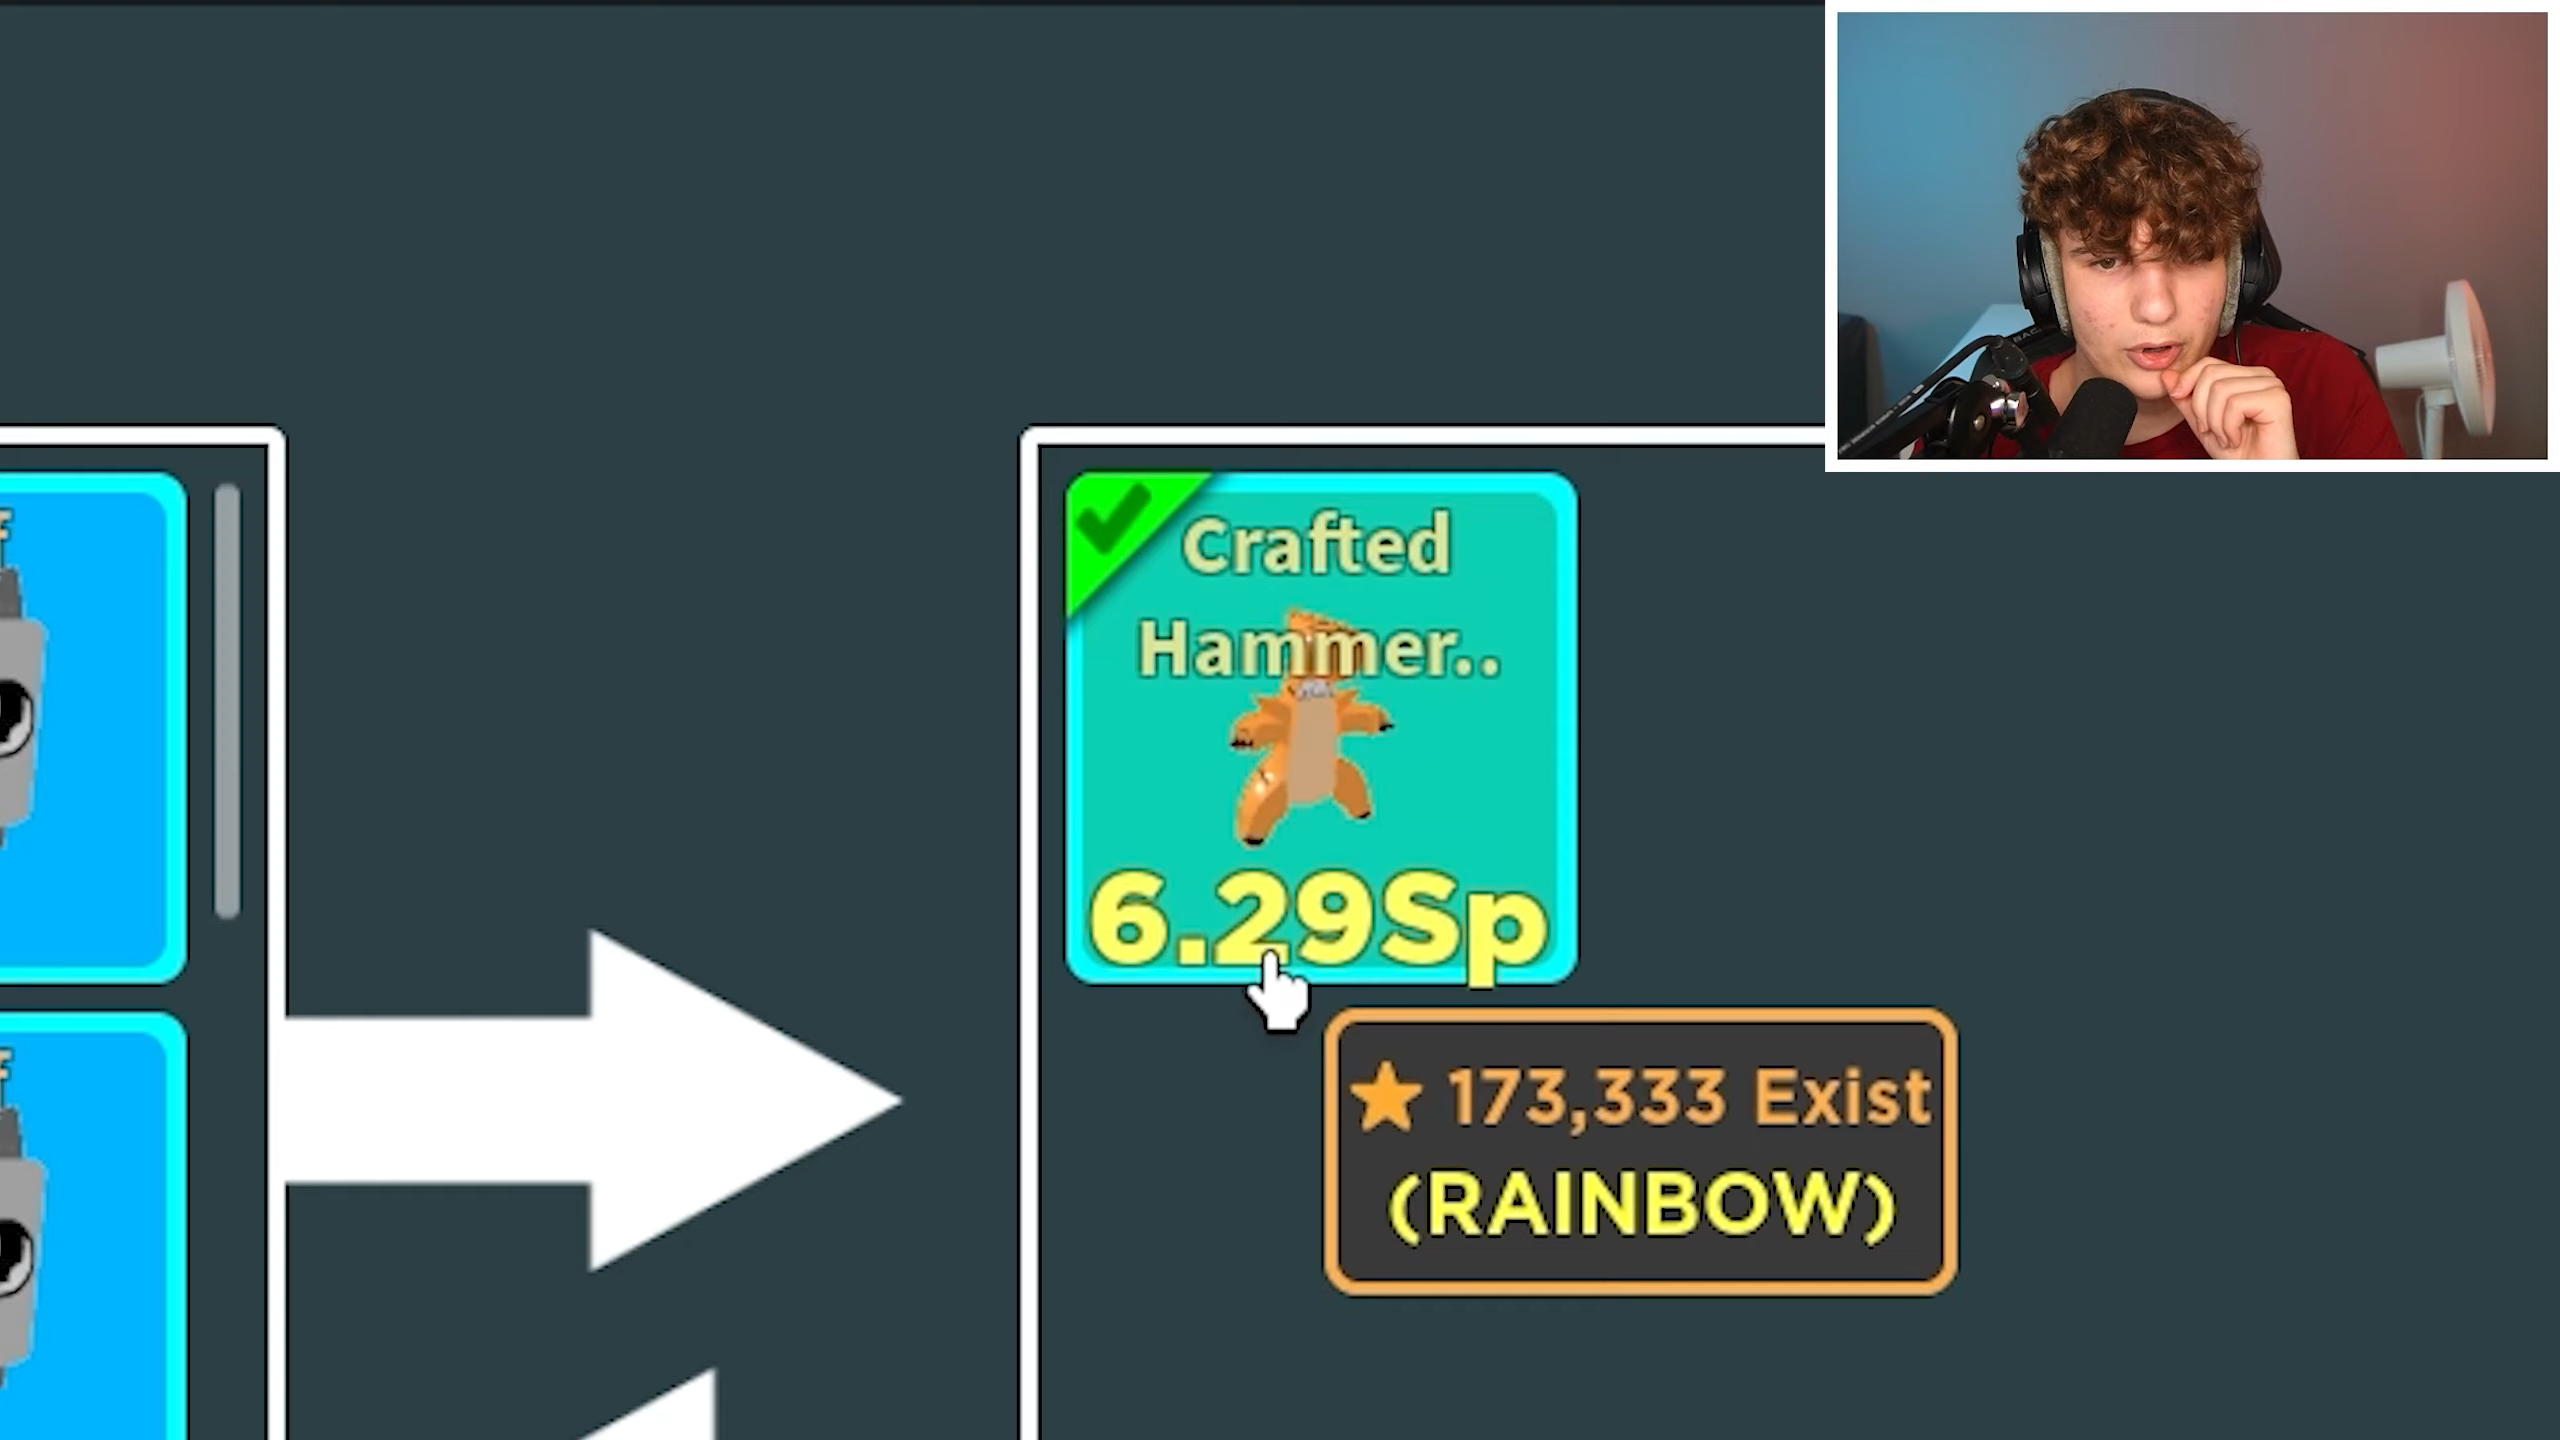 Crafted
Hammer..
6.29Sp
★ 173,333 Exist
(RAINBOW)